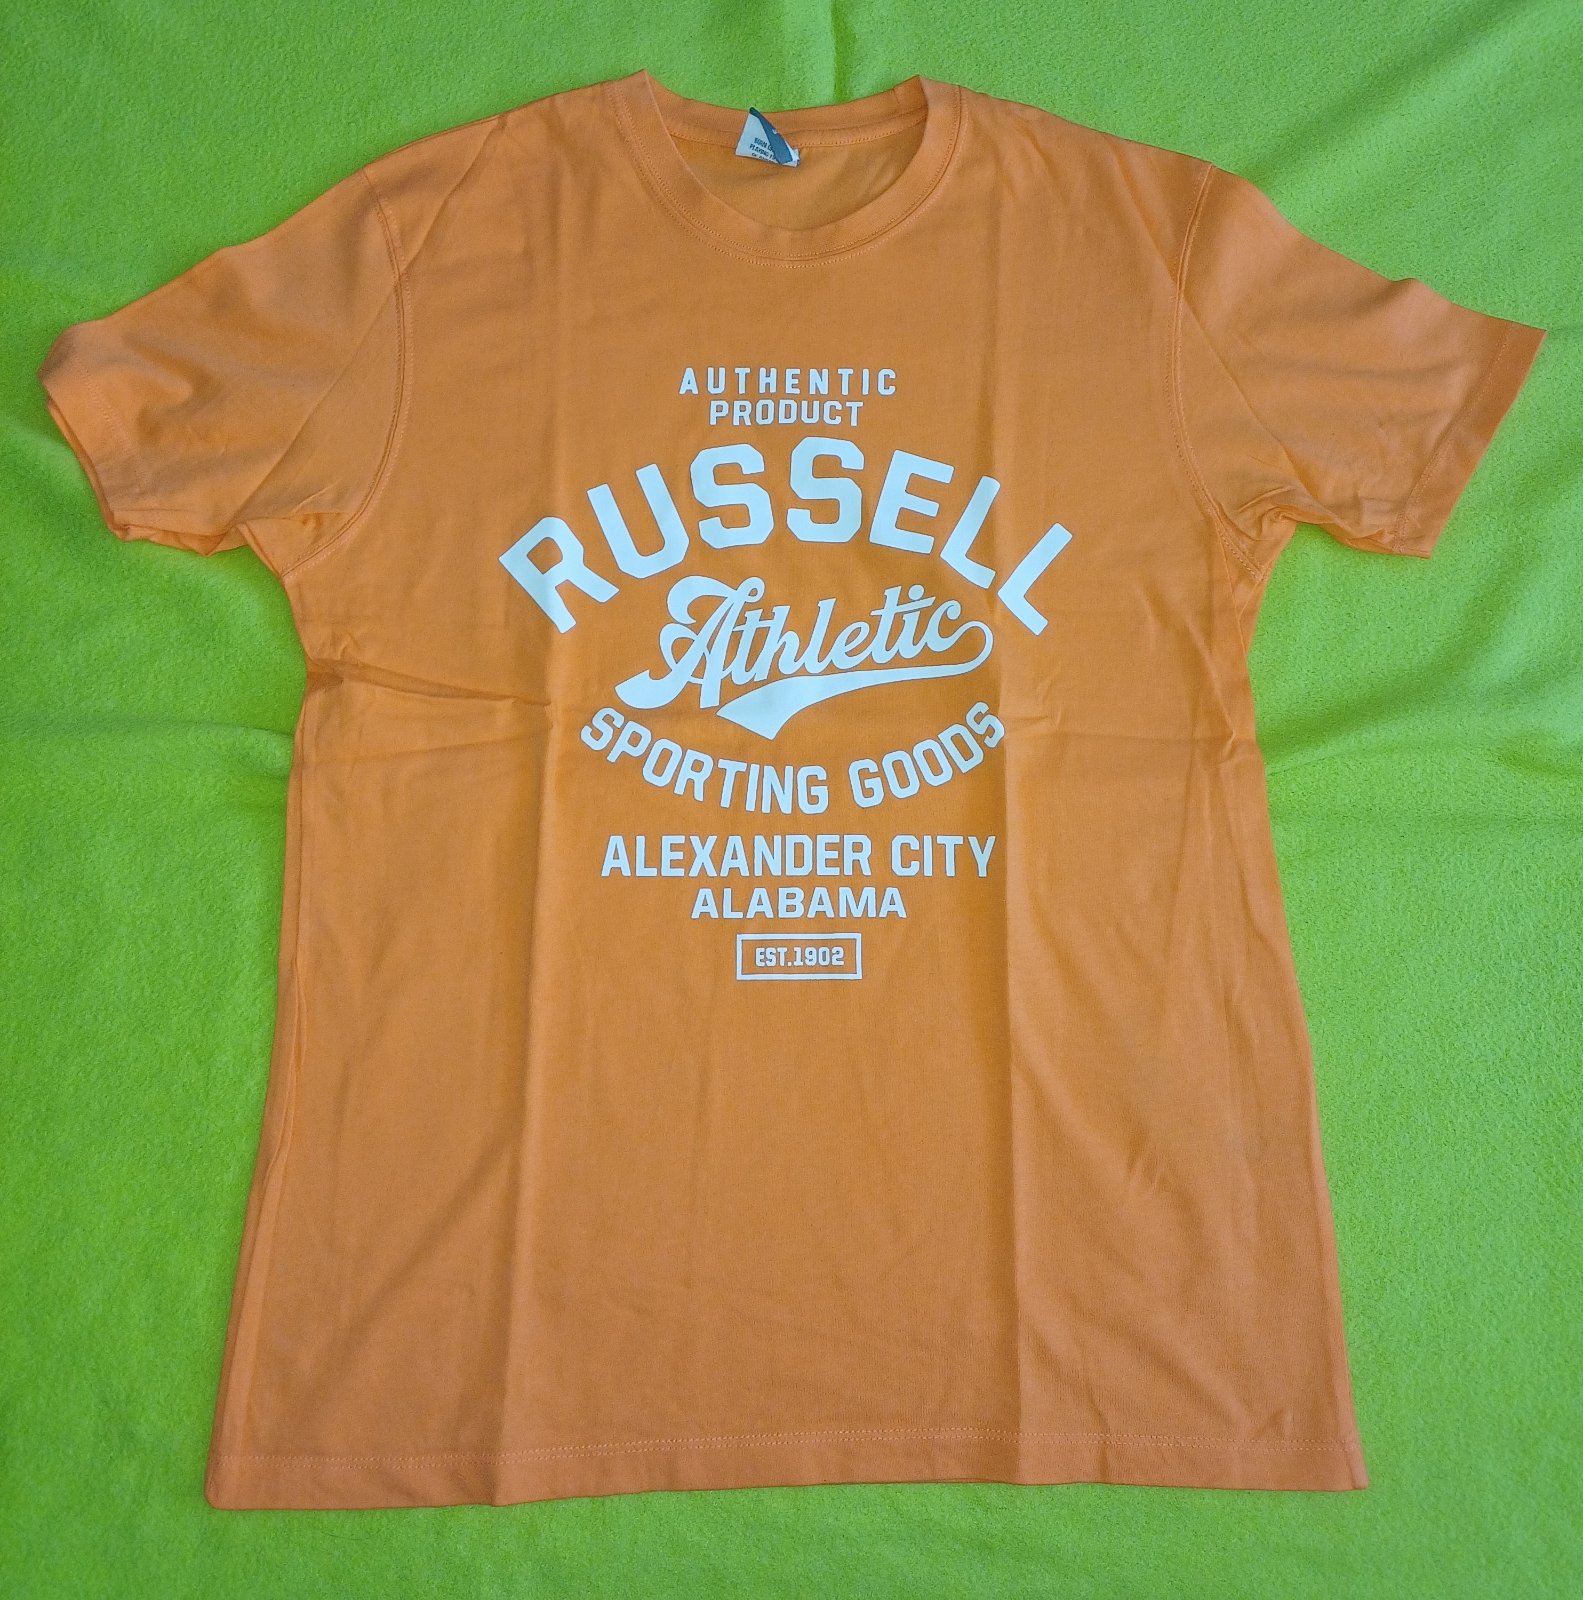 AUTHENTIC
PRODUCT
RUSSELL
Athletic
SPORTING GOODS
ALEXANDER CITY
ALABAMA
EST.1902